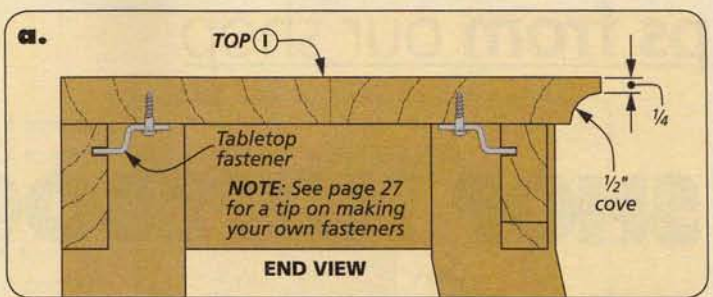 a.
TOP I
1/4
Tabletop
fastener
NOTE: See page 27
for a tip on making
your own fasteners
1/2"
cove
END VIEW